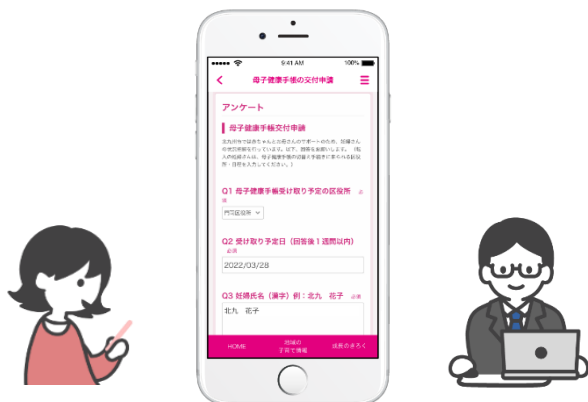 9:41 AM 100%
母子健康手帳の交付申請
アンケート
母子健康手帳交付申請
Q1 母子健康手帳受け取り予定の区役所 必
須
門司区役所
Q2 受け取り予定日（回答後1週間以内）
必須
2022/03/28
Q3 妊婦氏名（漢字）例：北九 花子 必須
北九 花子
HOME
地域の
子育て情報
成長のきろく